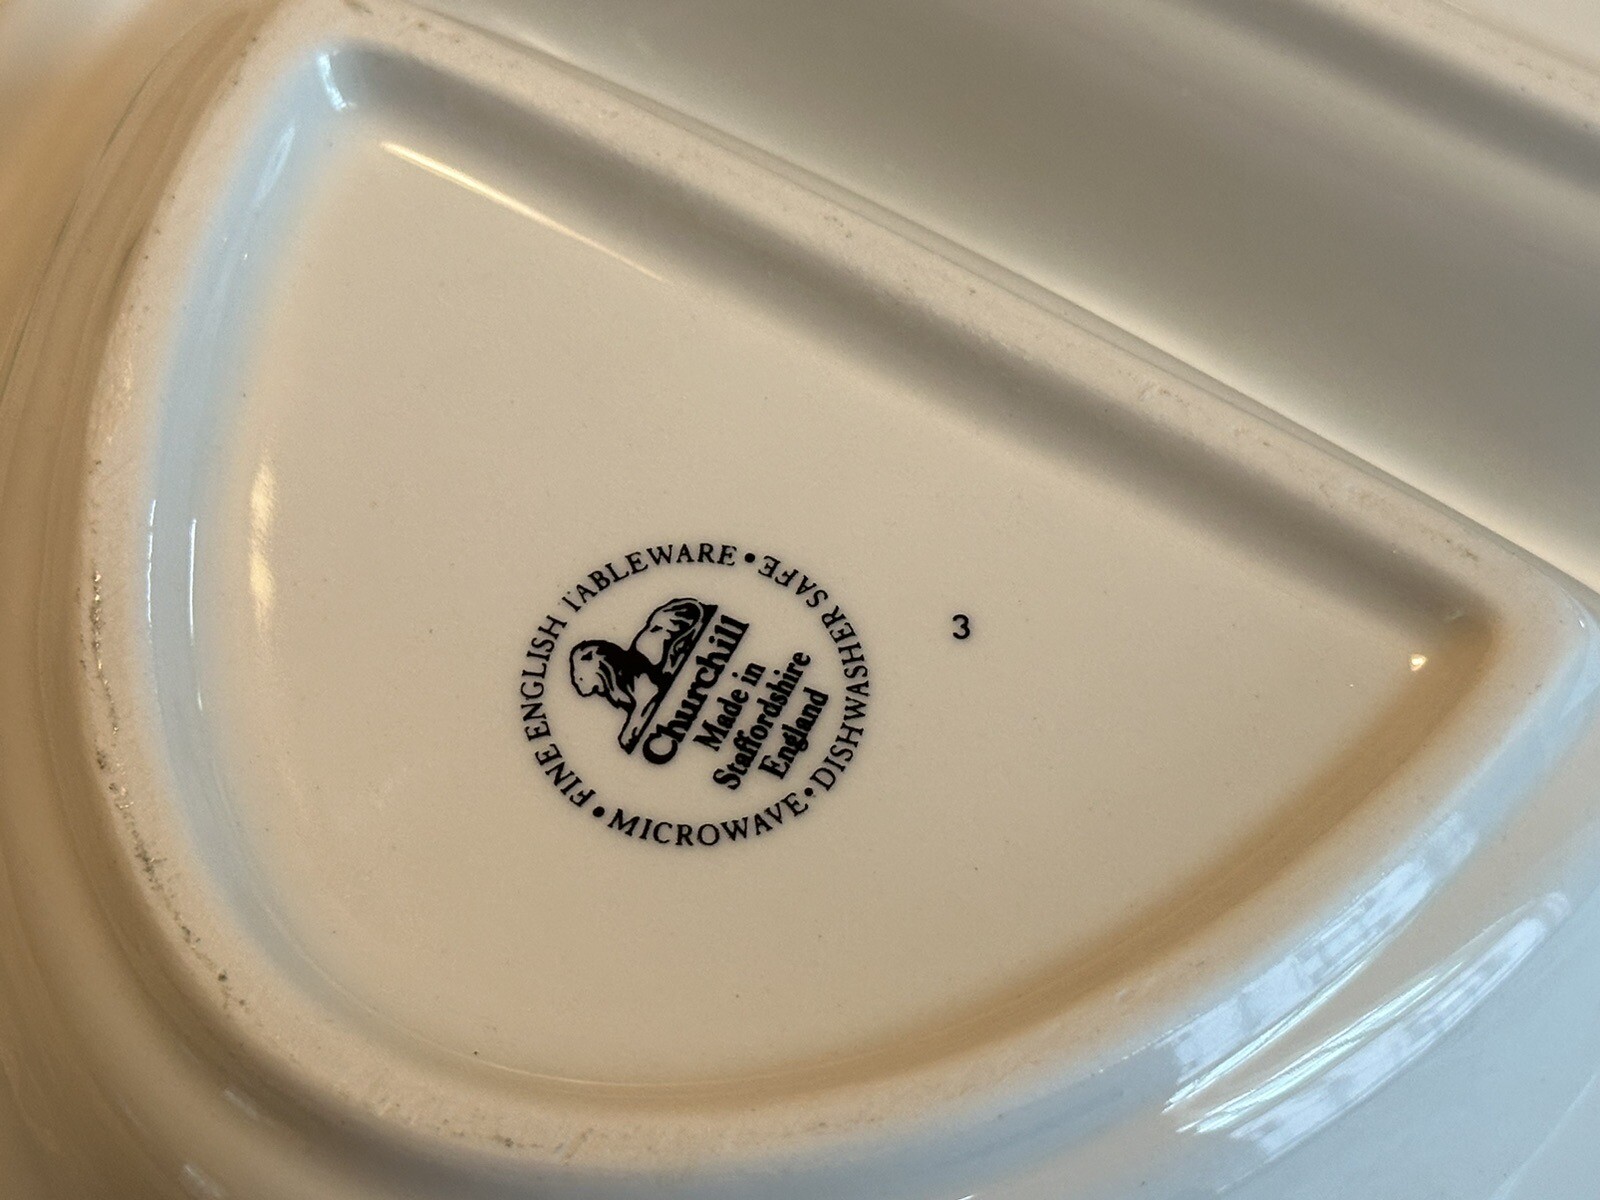 FINE ENGLISH TABLEWARE • DISHWASHER SAFE • MICROWAVE •
Churchill
Made in
Staffordshire
England
3